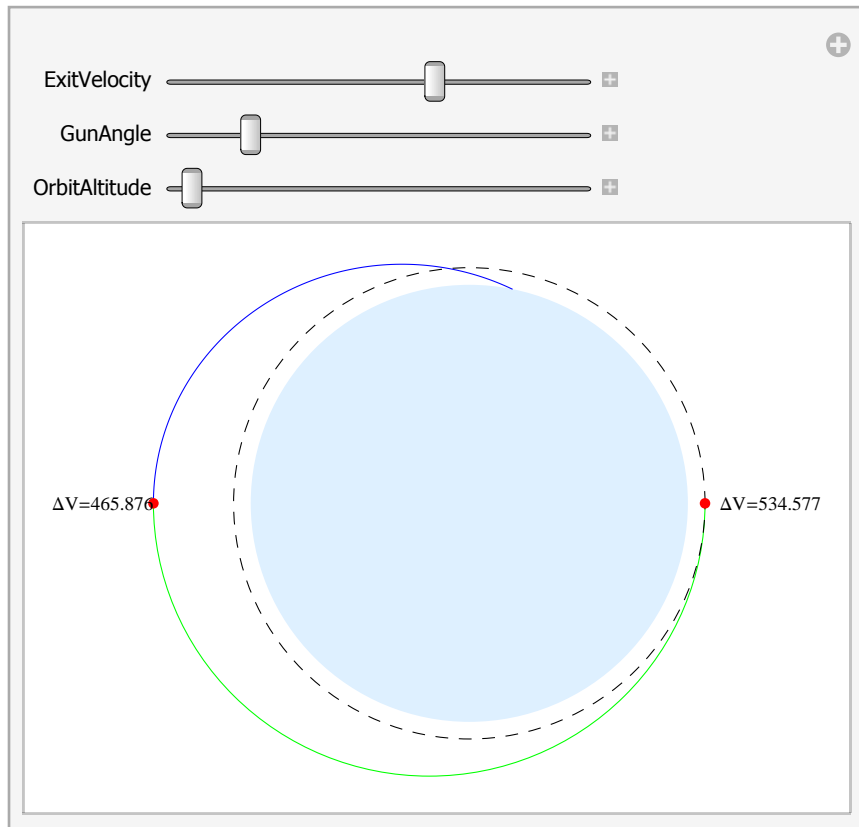 ExitVelocity
GunAngle
OrbitAltitude
ΔV=465.876
ΔV=534.577